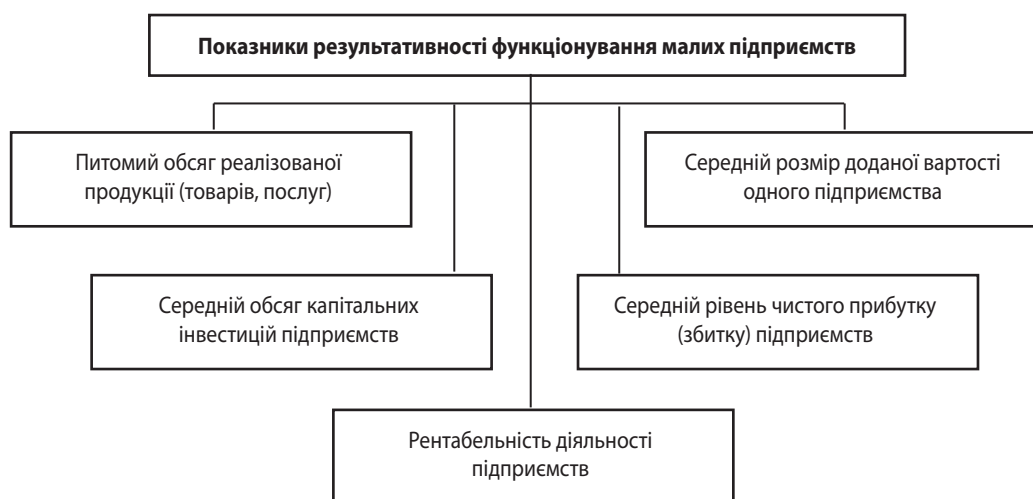 Показники результативності функціонування малих підприємств
Питомий обсяг реалізованої
продукції (товарів, послуг)
Середній розмір доданої вартості
одного підприємства
Середній обсяг капітальних
інвестицій підприємств
Середній рівень чистого прибутку
(збитку) підприємств
Рентабельність діяльності
підприємств